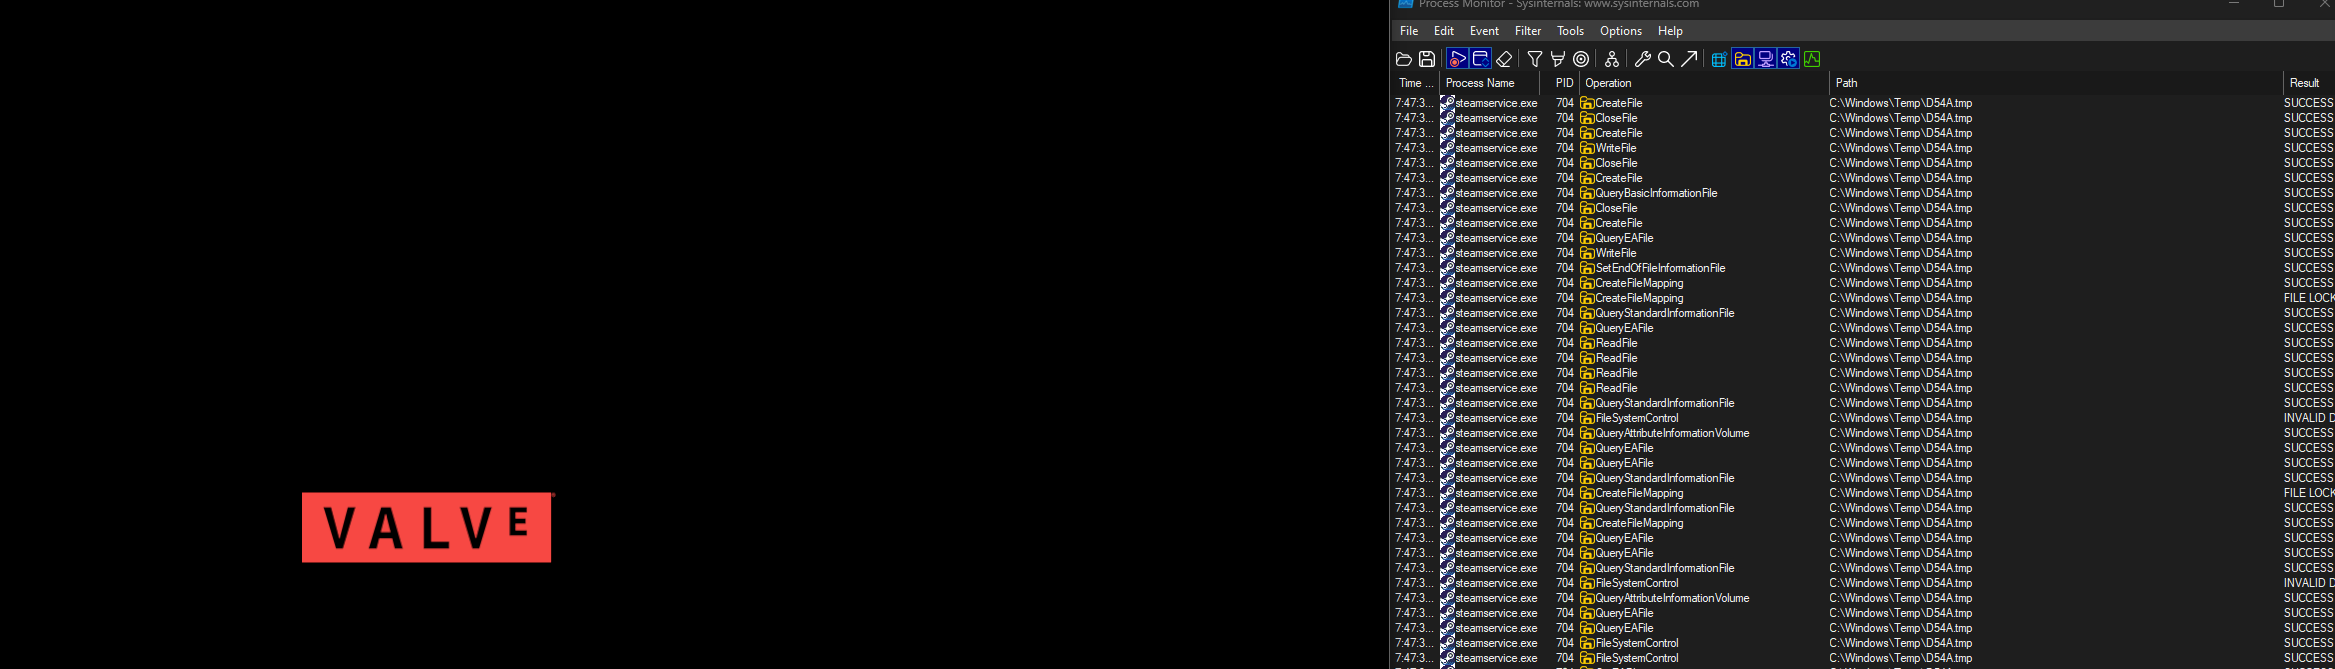 VALVE
Process Monitor - Sysinternals: www.sysinternals.com
File Edit Event Filter Tools Options Help
Time ... Process Name PID Operation Path Result
7:47:3... steamservice.exe 704 CreateFile C:\Windows\Temp\D54A.tmp SUCCESS
7:47:3... steamservice.exe 704 CloseFile C:\Windows\Temp\D54A.tmp SUCCESS
7:47:3... steamservice.exe 704 CreateFile C:\Windows\Temp\D54A.tmp SUCCESS
7:47:3... steamservice.exe 704 WriteFile C:\Windows\Temp\D54A.tmp SUCCESS
7:47:3... steamservice.exe 704 CloseFile C:\Windows\Temp\D54A.tmp SUCCESS
7:47:3... steamservice.exe 704 CreateFile C:\Windows\Temp\D54A.tmp SUCCESS
7:47:3... steamservice.exe 704 QueryBasicInformationFile C:\Windows\Temp\D54A.tmp SUCCESS
7:47:3... steamservice.exe 704 CloseFile C:\Windows\Temp\D54A.tmp SUCCESS
7:47:3... steamservice.exe 704 CreateFile C:\Windows\Temp\D54A.tmp SUCCESS
7:47:3... steamservice.exe 704 QueryEAFile C:\Windows\Temp\D54A.tmp SUCCESS
7:47:3... steamservice.exe 704 WriteFile C:\Windows\Temp\D54A.tmp SUCCESS
7:47:3... steamservice.exe 704 SetEndOfFileInformationFile C:\Windows\Temp\D54A.tmp SUCCESS
7:47:3... steamservice.exe 704 CreateFileMapping C:\Windows\Temp\D54A.tmp SUCCESS
7:47:3... steamservice.exe 704 CreateFileMapping C:\Windows\Temp\D54A.tmp FILE LOCK
7:47:3... steamservice.exe 704 QueryStandardInformationFile C:\Windows\Temp\D54A.tmp SUCCESS
7:47:3... steamservice.exe 704 QueryEAFile C:\Windows\Temp\D54A.tmp SUCCESS
7:47:3... steamservice.exe 704 ReadFile C:\Windows\Temp\D54A.tmp SUCCESS
7:47:3... steamservice.exe 704 ReadFile C:\Windows\Temp\D54A.tmp SUCCESS
7:47:3... steamservice.exe 704 ReadFile C:\Windows\Temp\D54A.tmp SUCCESS
7:47:3... steamservice.exe 704 ReadFile C:\Windows\Temp\D54A.tmp SUCCESS
7:47:3... steamservice.exe 704 QueryStandardInformationFile C:\Windows\Temp\D54A.tmp SUCCESS
7:47:3... steamservice.exe 704 FileSystemControl C:\Windows\Temp\D54A.tmp INVALID D
7:47:3... steamservice.exe 704 QueryAttributeInformationVolume C:\Windows\Temp\D54A.tmp SUCCESS
7:47:3... steamservice.exe 704 QueryEAFile C:\Windows\Temp\D54A.tmp SUCCESS
7:47:3... steamservice.exe 704 QueryEAFile C:\Windows\Temp\D54A.tmp SUCCESS
7:47:3... steamservice.exe 704 QueryStandardInformationFile C:\Windows\Temp\D54A.tmp SUCCESS
7:47:3... steamservice.exe 704 CreateFileMapping C:\Windows\Temp\D54A.tmp FILE LOCK
7:47:3... steamservice.exe 704 QueryStandardInformationFile C:\Windows\Temp\D54A.tmp SUCCESS
7:47:3... steamservice.exe 704 CreateFileMapping C:\Windows\Temp\D54A.tmp SUCCESS
7:47:3... steamservice.exe 704 QueryEAFile C:\Windows\Temp\D54A.tmp SUCCESS
7:47:3... steamservice.exe 704 QueryEAFile C:\Windows\Temp\D54A.tmp SUCCESS
7:47:3... steamservice.exe 704 QueryStandardInformationFile C:\Windows\Temp\D54A.tmp SUCCESS
7:47:3... steamservice.exe 704 FileSystemControl C:\Windows\Temp\D54A.tmp INVALID D
7:47:3... steamservice.exe 704 QueryAttributeInformationVolume C:\Windows\Temp\D54A.tmp SUCCESS
7:47:3... steamservice.exe 704 QueryEAFile C:\Windows\Temp\D54A.tmp SUCCESS
7:47:3... steamservice.exe 704 QueryEAFile C:\Windows\Temp\D54A.tmp SUCCESS
7:47:3... steamservice.exe 704 FileSystemControl C:\Windows\Temp\D54A.tmp SUCCESS
7:47:3... steamservice.exe 704 FileSystemControl C:\Windows\Temp\D54A.tmp SUCCESS